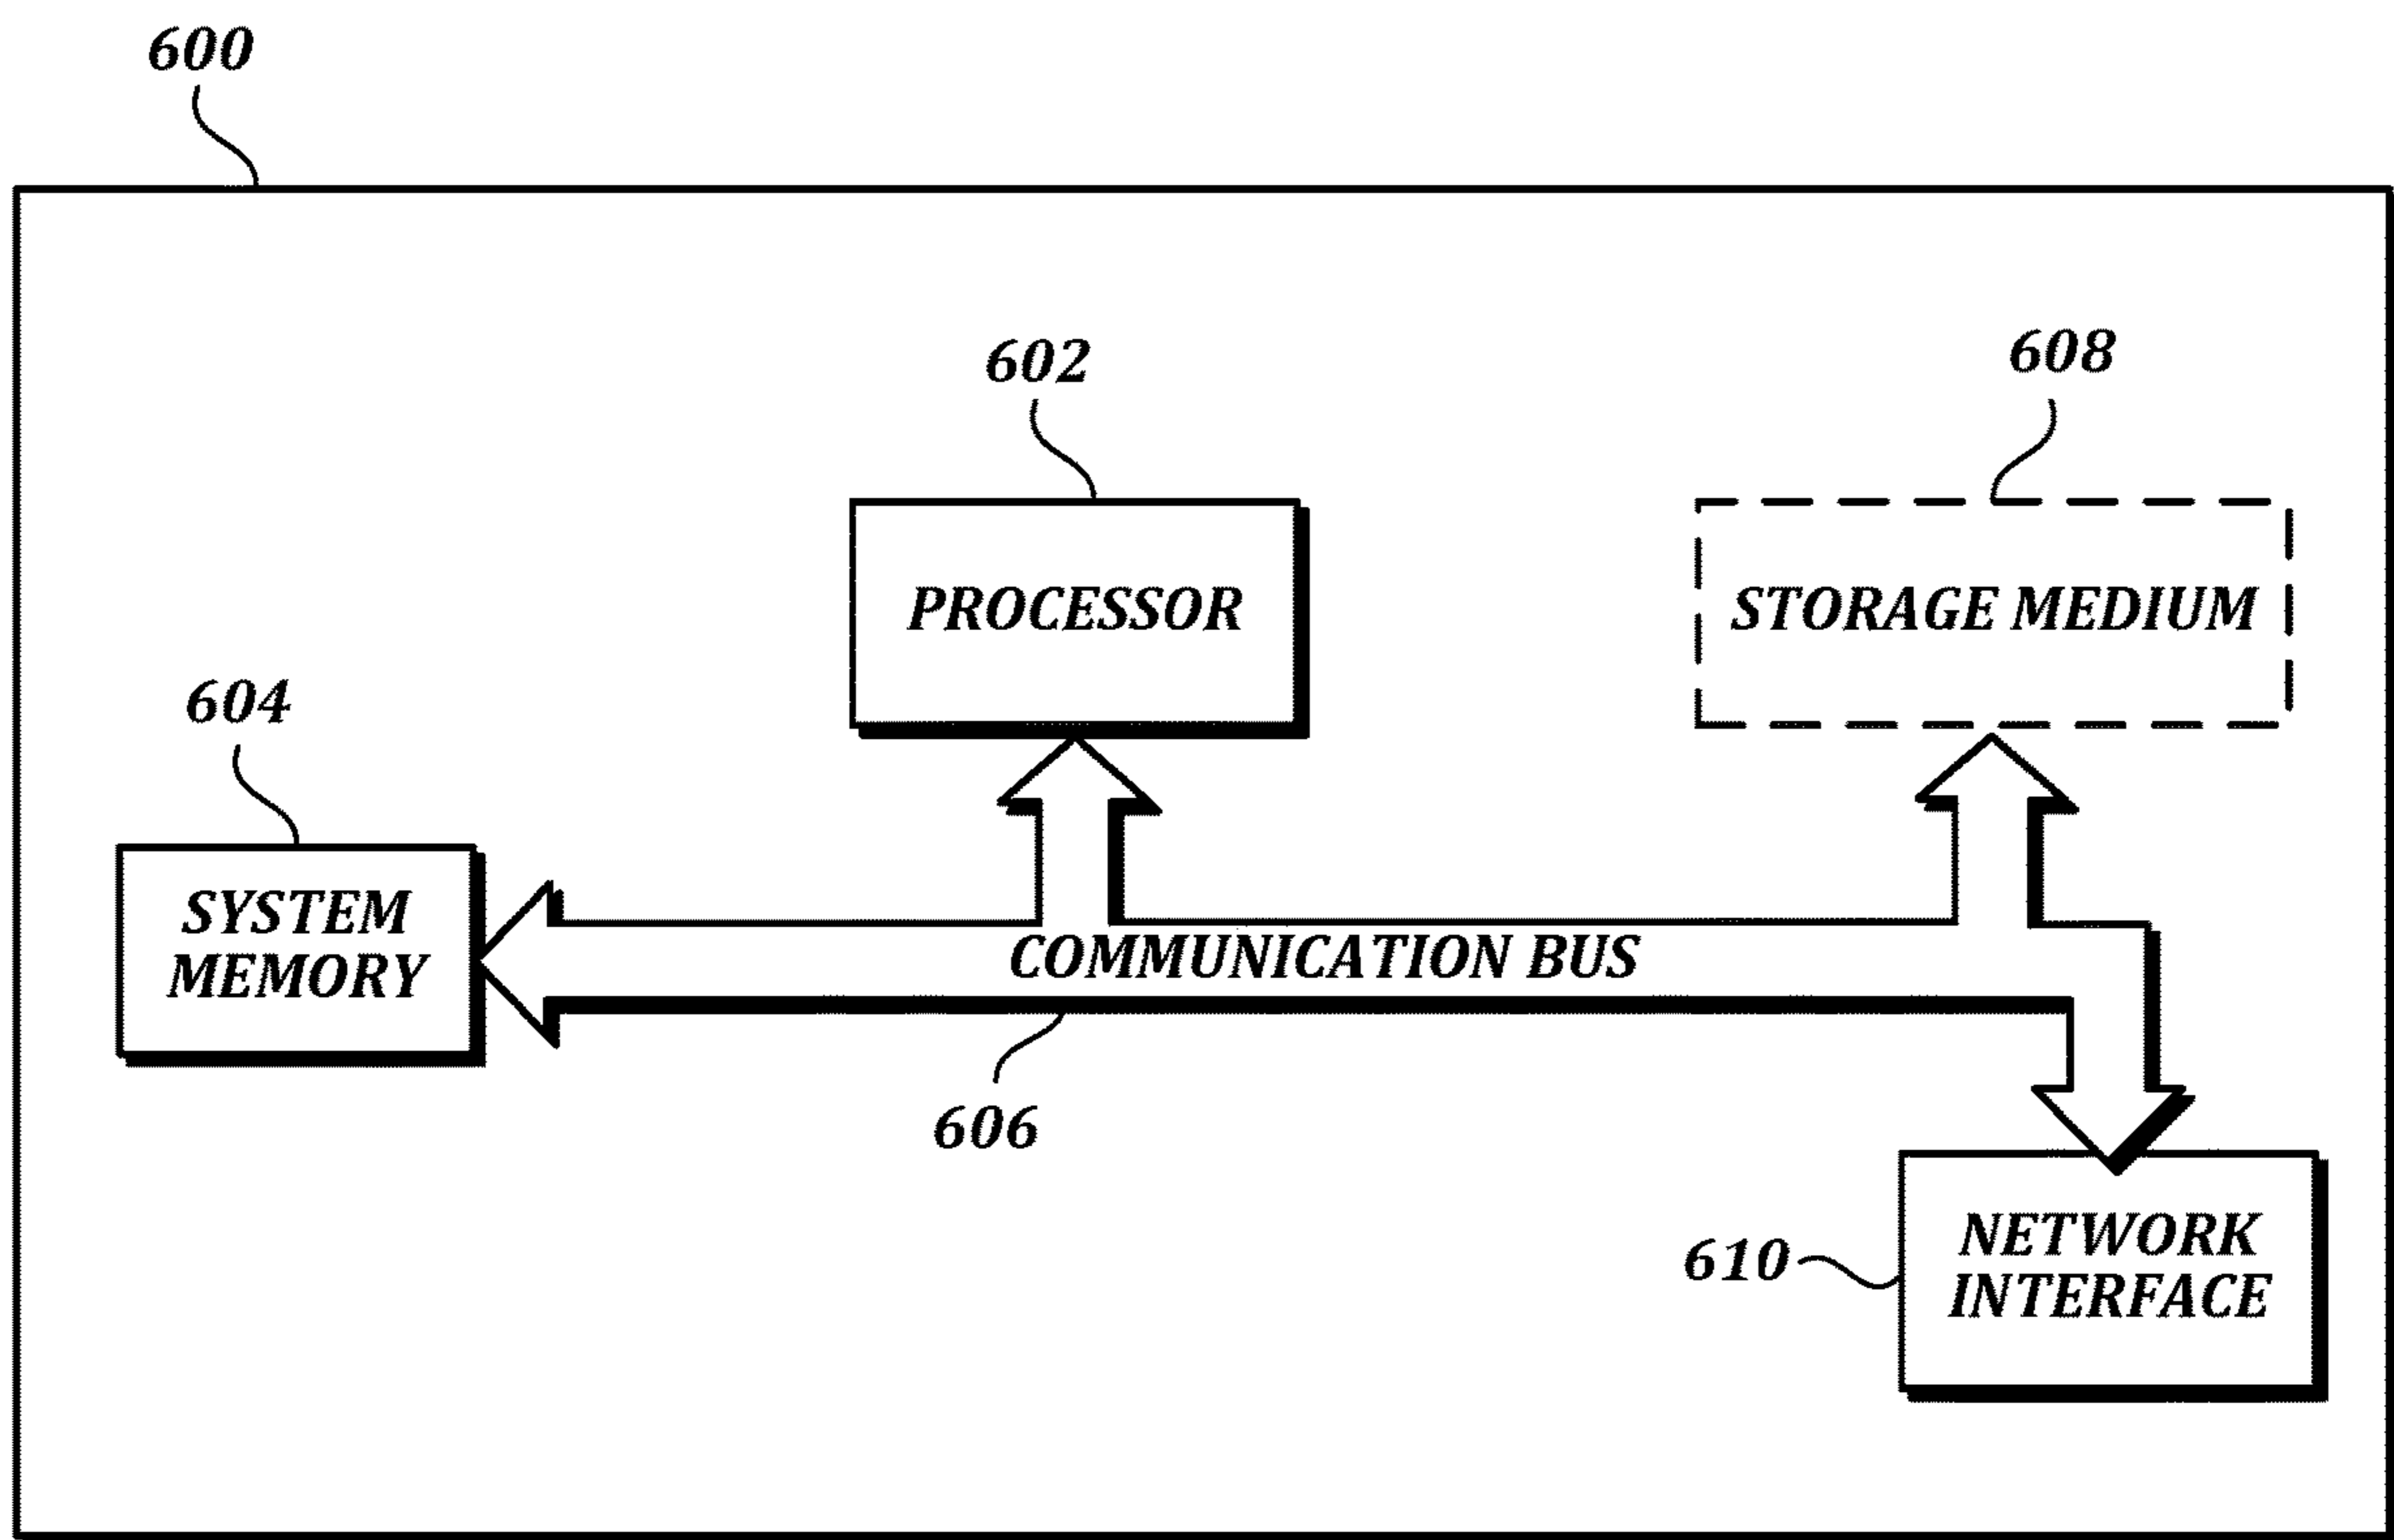 600
602
608
PROCESSOR
STORAGE MEDIUM
604
SYSTEM
MEMORY
COMMUNICATION BUS
606
610
NETWORK
INTERFACE